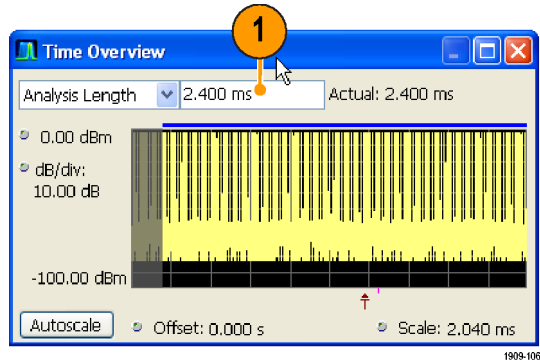 1
Time Overview
Analysis Length 2.400 ms Actual: 2.400 ms
0.00 dBm
dB/div:
10.00 dB
-100.00 dBm
Autoscale Offset: 0.000 s Scale: 2.040 ms
1909-106